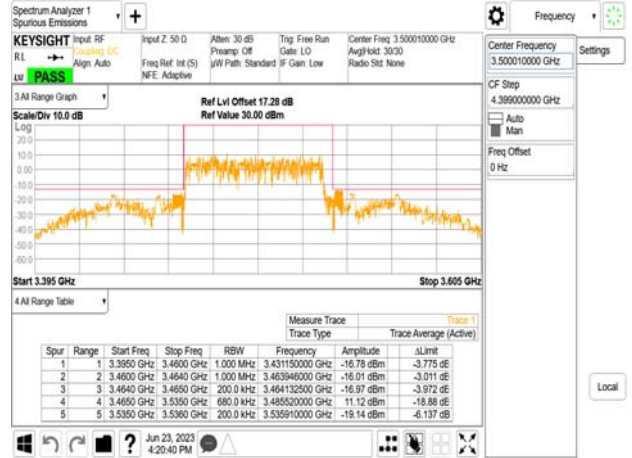 Spectrum Analyzer 1
Spurious Emissions
Frequency
Settings
KEYSIGHT
RL
PASS
Input: RF
Coupling: DC
Align: Auto
Input Z: 50 Ω
Freq Ref: Int (S)
NFE: Adaptive
Atten: 30 dB
Preamp: Off
µW Path: Standard
Trig: Free Run
Gate: LO
IF Gain: Low
Center Freq: 3.500010000 GHz
Avg|Hold: 30/30
Radio Std: None
Center Frequency
3.500010000 GHz
CF Step
4.399000000 GHz
Auto
Man
Freq Offset
0 Hz
Local
3 All Range Graph
Scale/Div 10.0 dB
Ref Lvl Offset 17.28 dB
Ref Value 30.00 dBm
Log
20.0
10.0
0.00
-10.0
-20.0
-30.0
-40.0
-50.0
-60.0
Start 3.395 GHz
Stop 3.605 GHz
4 All Range Table
Measure Trace Trace 1
Trace Type Trace Average (Active)
Spur Range Start Freq Stop Freq RBW Frequency Amplitude ΔLimit
1 1 3.3950 GHz 3.4600 GHz 1.000 MHz 3.431150000 GHz -16.78 dBm -3.775 dE
2 2 3.4600 GHz 3.4640 GHz 1.000 MHz 3.463946000 GHz -16.01 dBm -3.011 dE
3 3 3.4640 GHz 3.4650 GHz 200.0 kHz 3.464132500 GHz -16.97 dBm -3.972 dE
4 4 3.4650 GHz 3.5350 GHz 680.0 kHz 3.485520000 GHz 11.12 dBm -18.88 dE
5 5 3.5350 GHz 3.5360 GHz 200.0 kHz 3.535910000 GHz -19.14 dBm -6.137 dE
Jun 23, 2023
4:20:40 PM